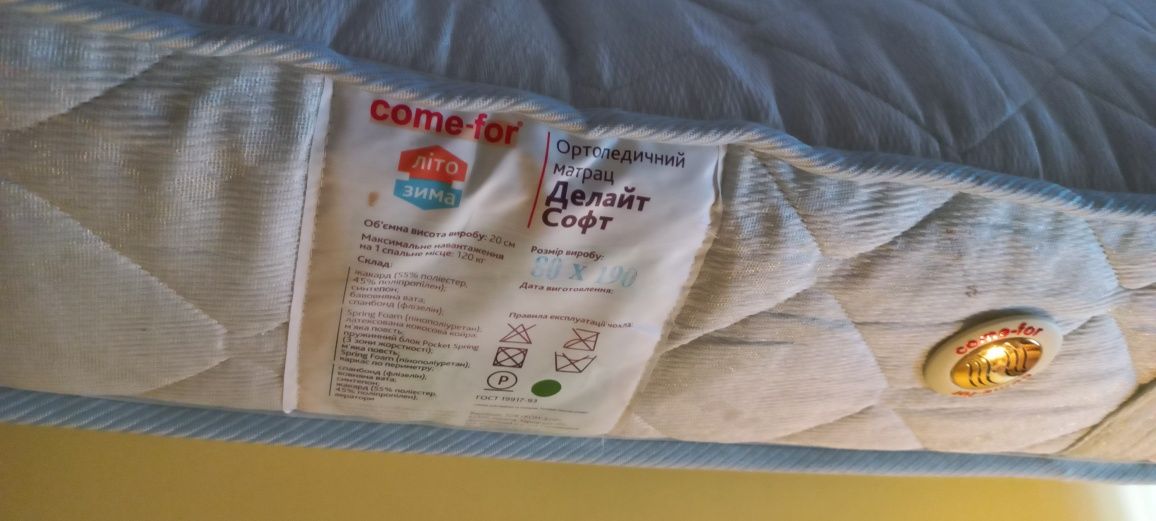 come-for®
літо
зима
Ортопедичний
матрац
Делайт
Софт
Об'ємна висота виробу: 20 см
Максимальне навантаження
на 1 спальне місце: 120 кг
Розмір виробу:
80 x 190
Дата виготовлення:
Склад:
жакард (55% поліестер,
45% поліпропілен);
синтепон;
бавовняна вата;
спанбонд (флізелін);
Spring Foam (пінополіуретан);
латексована кокосова койра;
м'яка повсть;
пружинний блок Pocket Spring
(3 зони жорсткості);
м'яка повсть;
Spring Foam (пінополіуретан);
каркас по периметру;
спанбонд (флізелін);
вовняна вата;
синтепон;
жакард (55% поліестер,
45% поліпропілен);
Правила експлуатації чохла:
P
ГОСТ 19917-93
come-for